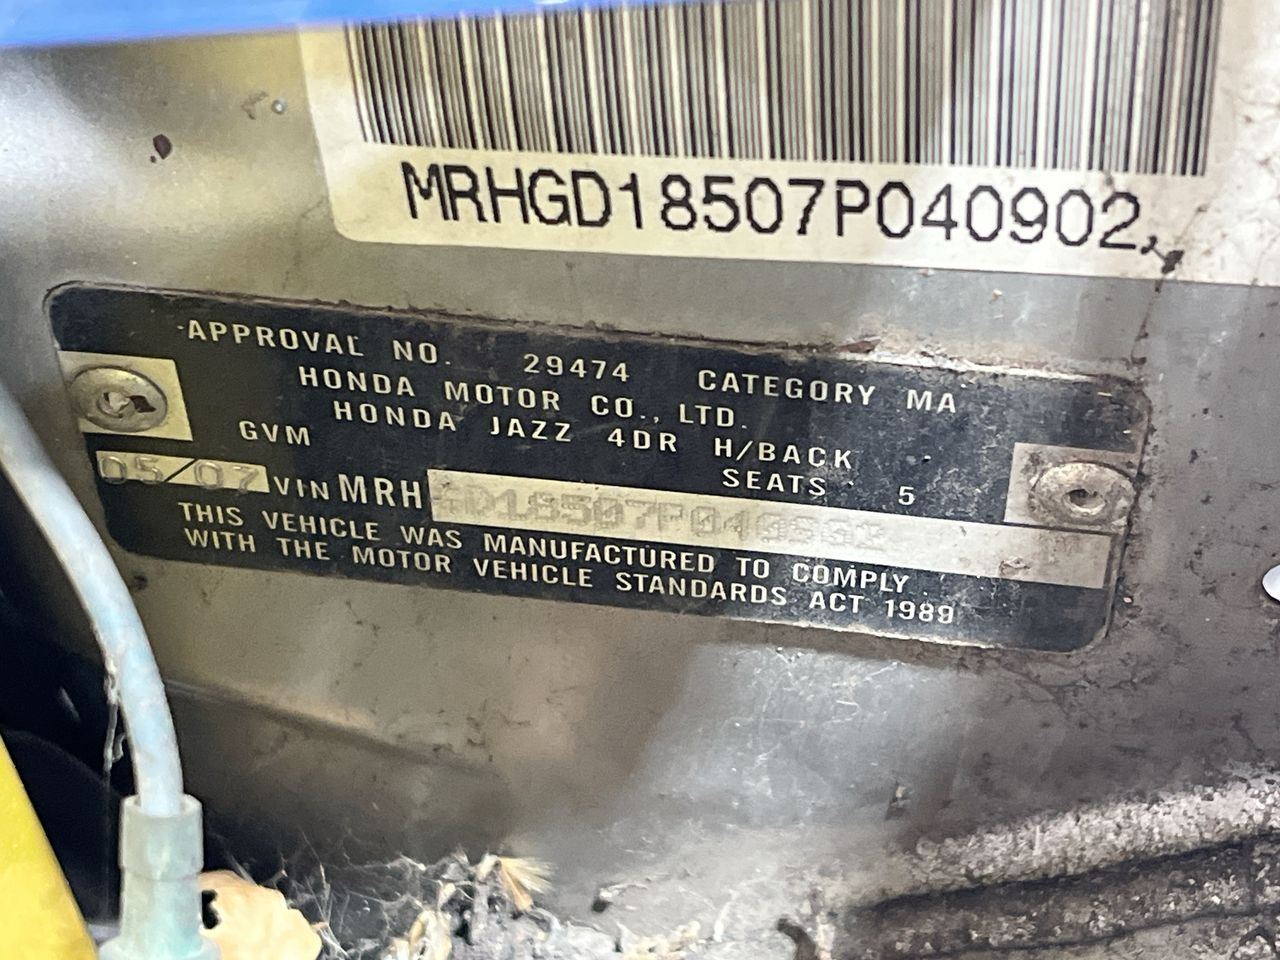 MRHGD18507P040902
APPROVAL NO. 29474 CATEGORY MA
HONDA MOTOR CO., LTD.
HONDA JAZZ 4DR H/BACK
GVM SEATS 5
05/07 VIN MRHGD18507P040902
THIS VEHICLE WAS MANUFACTURED TO COMPLY
WITH THE MOTOR VEHICLE STANDARDS ACT 1989